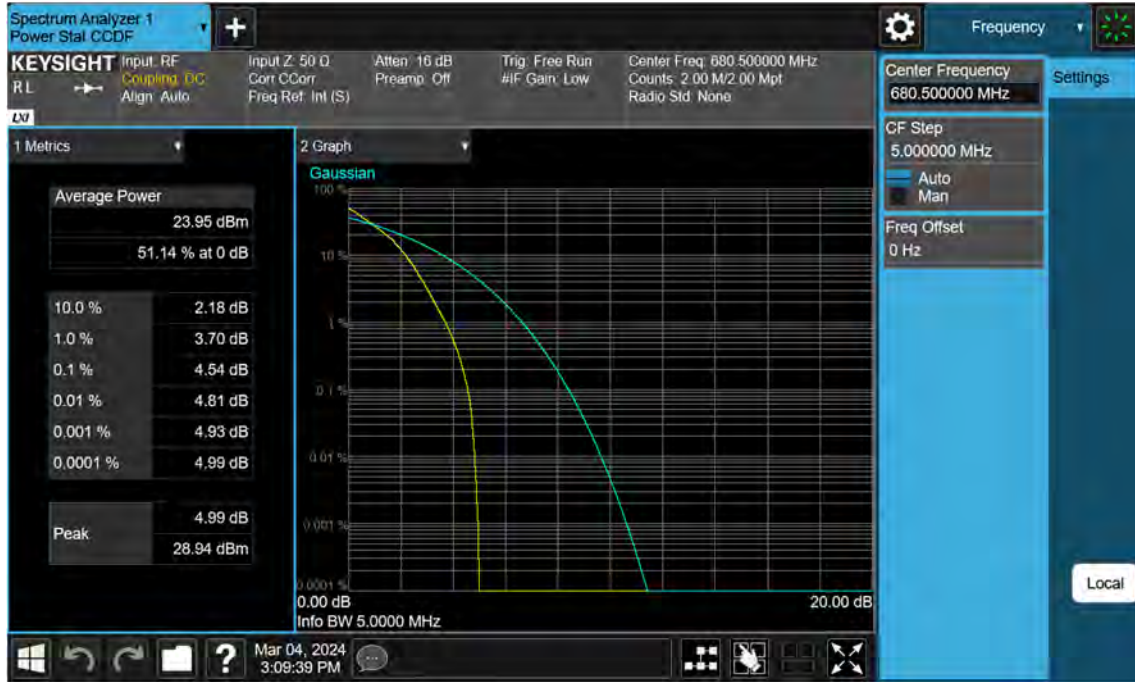 Spectrum Analyzer 1
Power Stat CCDF
+
Frequency
KEYSIGHT
RL
LXI
Input: RF
Coupling: DC
Align: Auto
Input Z: 50 Ω
Corr CCorr
Freq Ref: Int (S)
Atten: 16 dB
Preamp: Off
Trig: Free Run
#IF Gain: Low
Center Freq: 680.500000 MHz
Counts: 2.00 M/2.00 Mpt
Radio Std: None
Center Frequency
680.500000 MHz
Settings
CF Step
5.000000 MHz
Auto
Man
Freq Offset
0 Hz
1 Metrics
Average Power
23.95 dBm
51.14 % at 0 dB
10.0 % 2.18 dB
1.0 % 3.70 dB
0.1 % 4.54 dB
0.01 % 4.81 dB
0.001 % 4.93 dB
0.0001 % 4.99 dB
Peak
4.99 dB
28.94 dBm
2 Graph
Gaussian
100 %
10 %
1 %
0.1 %
0.01 %
0.001 %
0.0001 %
0.00 dB 20.00 dB
Info BW 5.0000 MHz
Local
?
Mar 04, 2024
3:09:39 PM